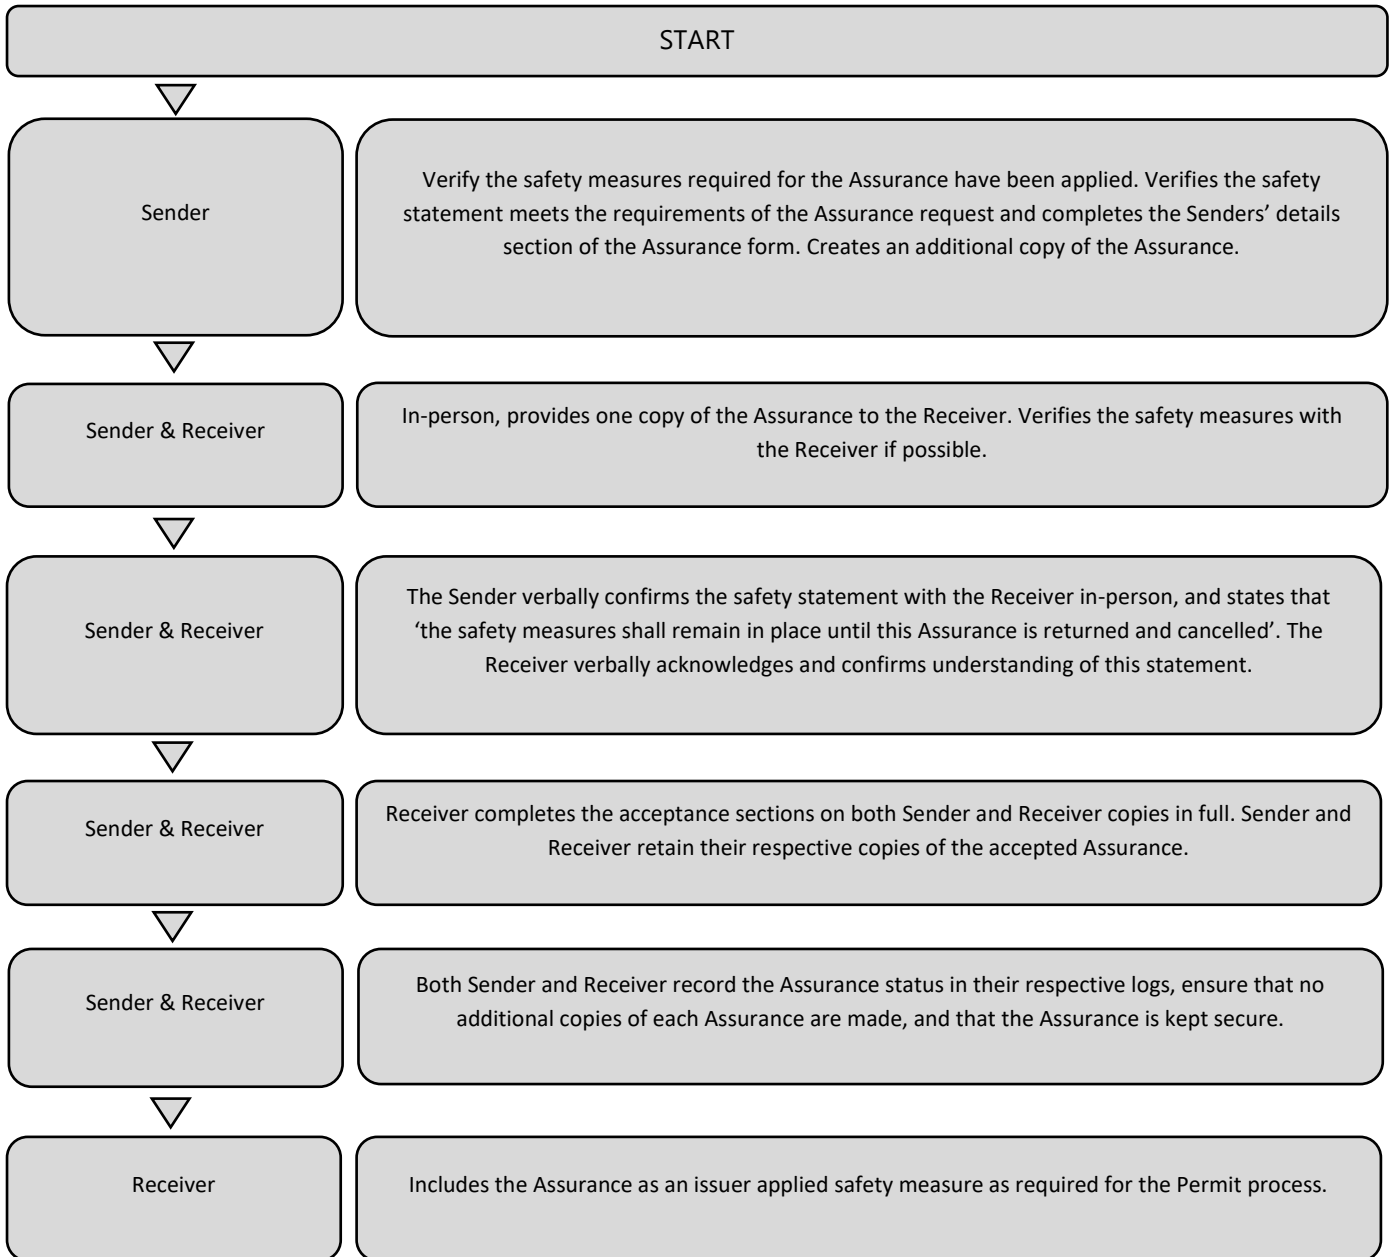 START
Sender
Verify the safety measures required for the Assurance have been applied. Verifies the safety
statement meets the requirements of the Assurance request and completes the Senders’ details
section of the Assurance form. Creates an additional copy of the Assurance.
Sender & Receiver
In-person, provides one copy of the Assurance to the Receiver. Verifies the safety measures with
the Receiver if possible.
Sender & Receiver
The Sender verbally confirms the safety statement with the Receiver in-person, and states that
‘the safety measures shall remain in place until this Assurance is returned and cancelled’. The
Receiver verbally acknowledges and confirms understanding of this statement.
Sender & Receiver
Receiver completes the acceptance sections on both Sender and Receiver copies in full. Sender and
Receiver retain their respective copies of the accepted Assurance.
Sender & Receiver
Both Sender and Receiver record the Assurance status in their respective logs, ensure that no
additional copies of each Assurance are made, and that the Assurance is kept secure.
Receiver
Includes the Assurance as an issuer applied safety measure as required for the Permit process.